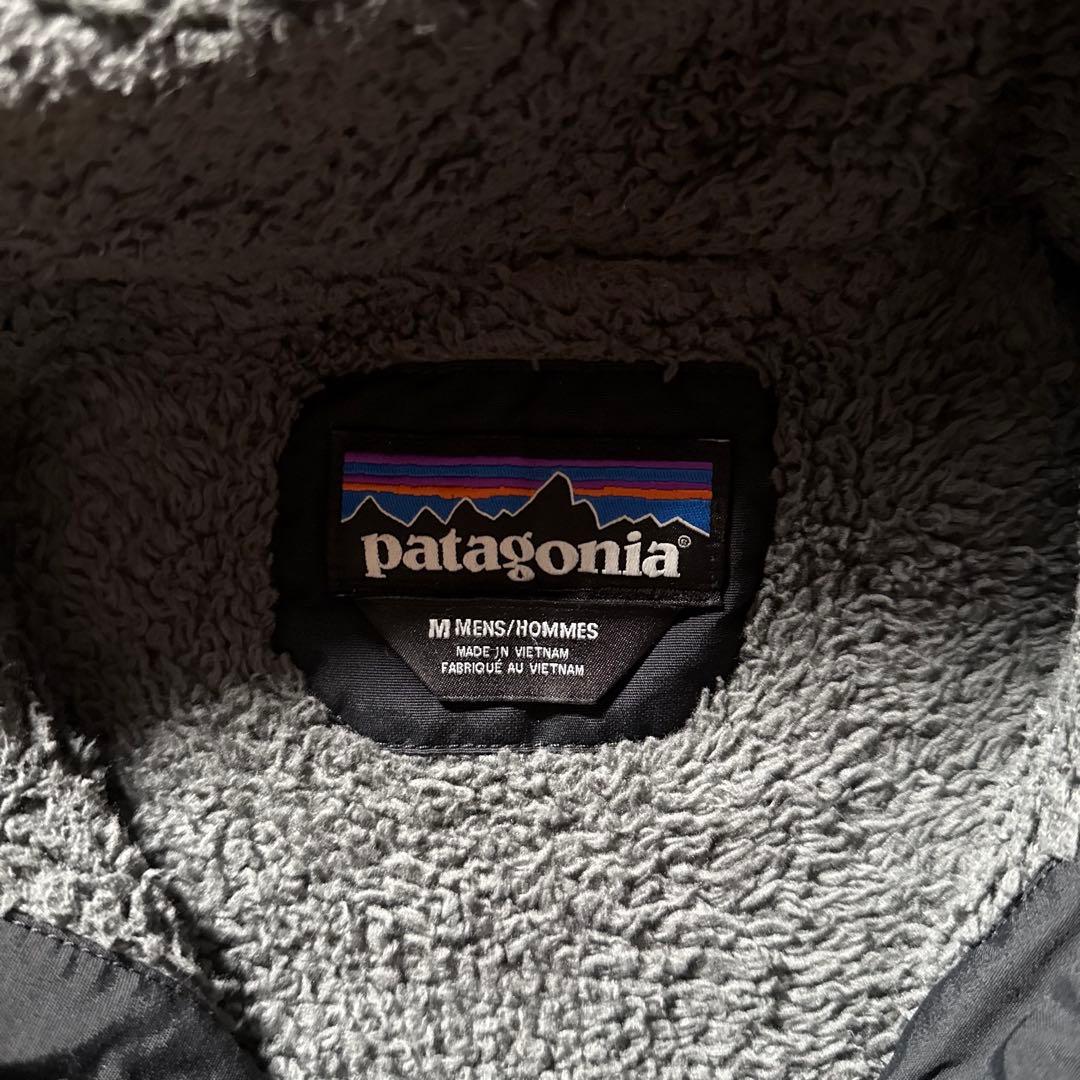 patagonia®
M MENS/HOMMES
MADE IN VIETNAM
FABRIQUÉ AU VIETNAM